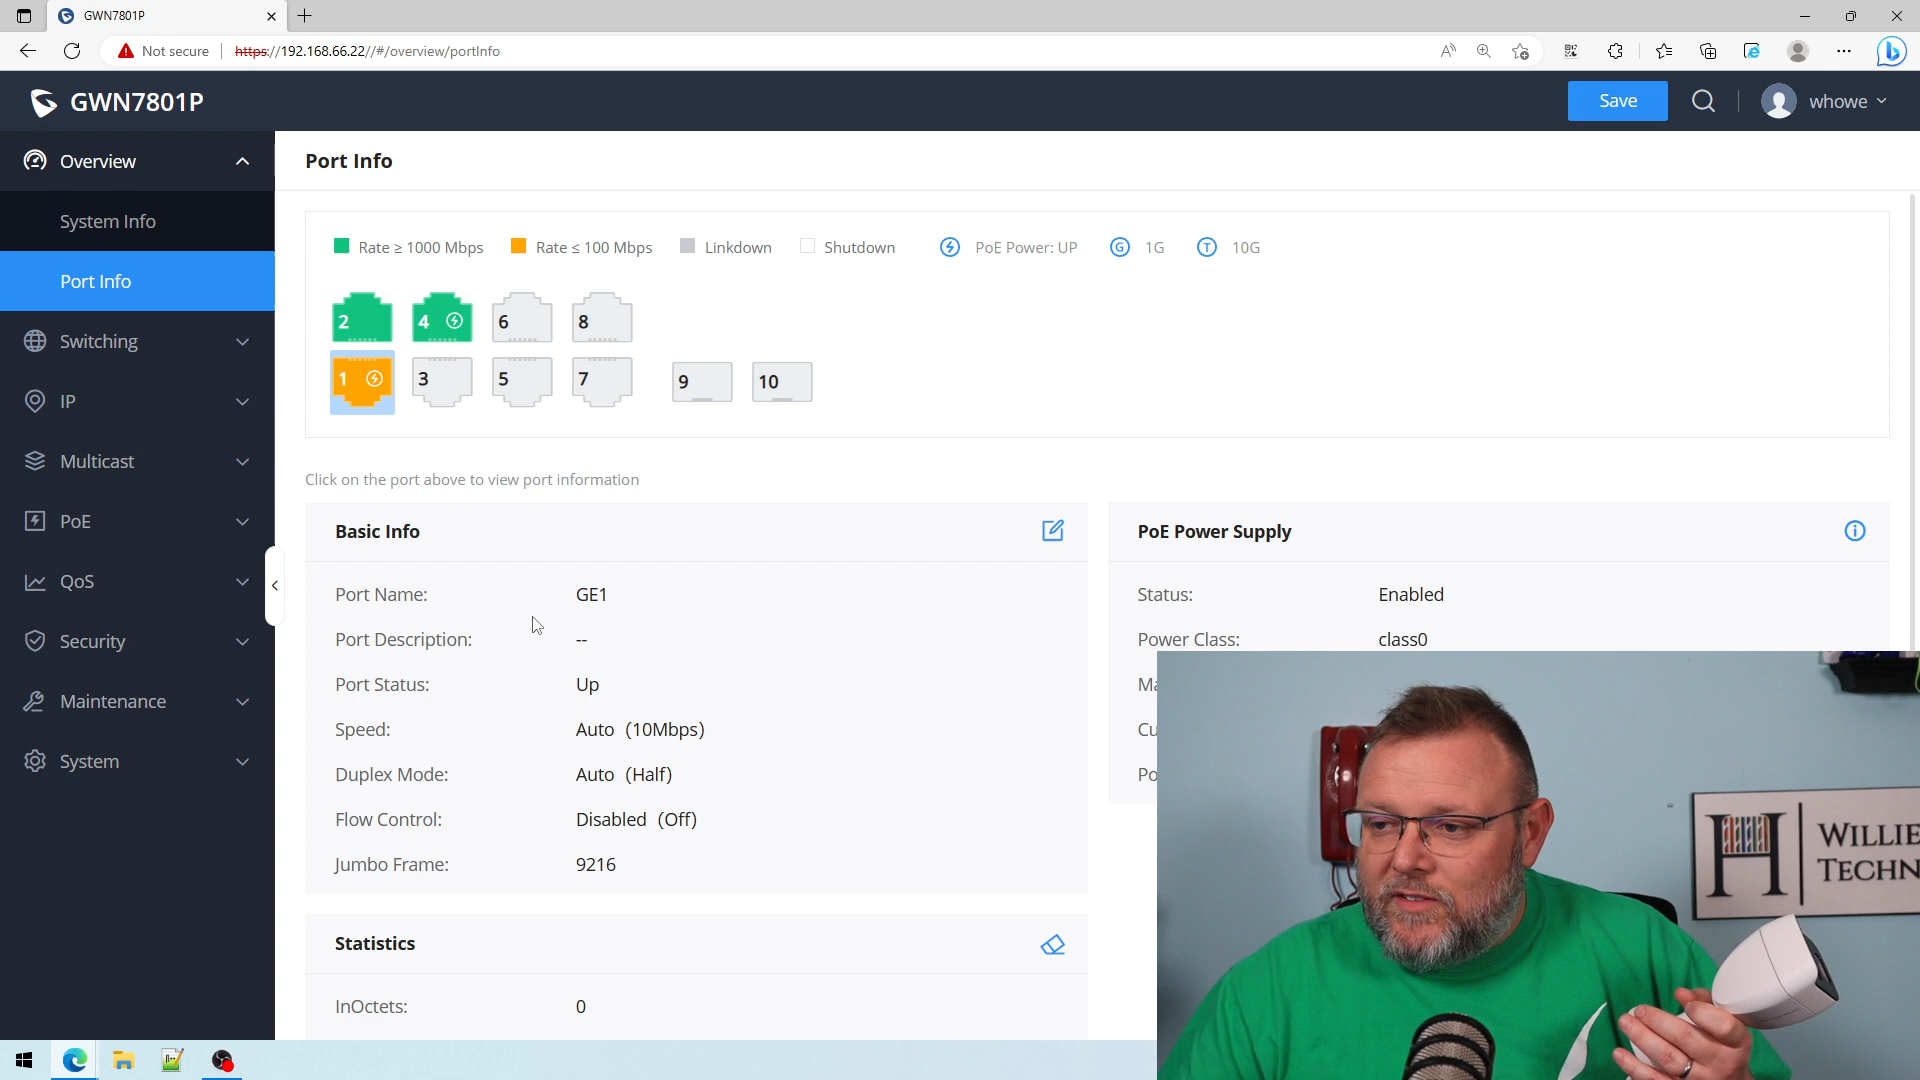 GWN7801P
Not secure https://192.168.66.22//#/overview/portInfo
GWN7801P
Save
whowe
Overview
System Info
Port Info
Switching
IP
Multicast
PoE
QoS
Security
Maintenance
System
Port Info
Rate ≥ 1000 Mbps
Rate ≤ 100 Mbps
Linkdown
Shutdown
PoE Power: UP
G 1G
T 10G
2 4 6 8
1 3 5 7 9 10
Click on the port above to view port information
Basic Info
Port Name: GE1
Port Description: --
Port Status: Up
Speed: Auto (10Mbps)
Duplex Mode: Auto (Half)
Flow Control: Disabled (Off)
Jumbo Frame: 9216
Statistics
InOctets: 0
PoE Power Supply
Status: Enabled
Power Class: class0
Ma
Cu
Po
H
WILLIE
TECHN